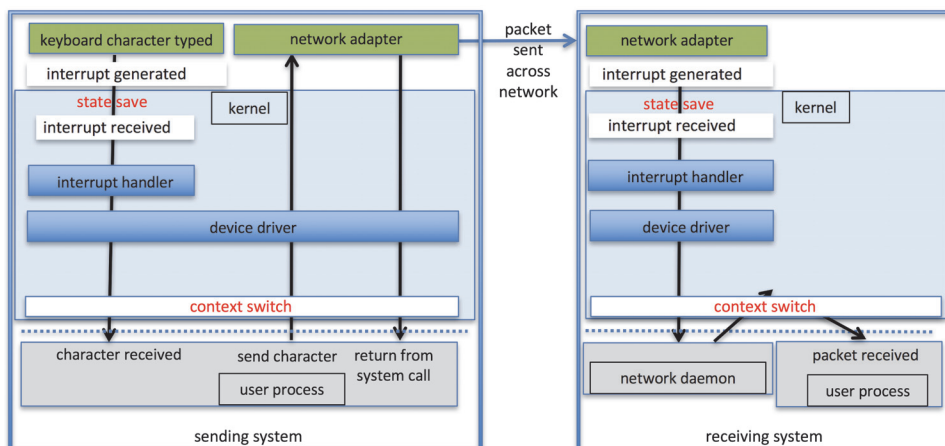 keyboard character typed
network adapter
interrupt generated
state save
kernel
interrupt received
interrupt handler
device driver
context switch
character received
send character
user process
return from
system call
sending system
packet
sent
across
network
network adapter
interrupt generated
state save
kernel
interrupt received
interrupt handler
device driver
context switch
network daemon
packet received
user process
receiving system